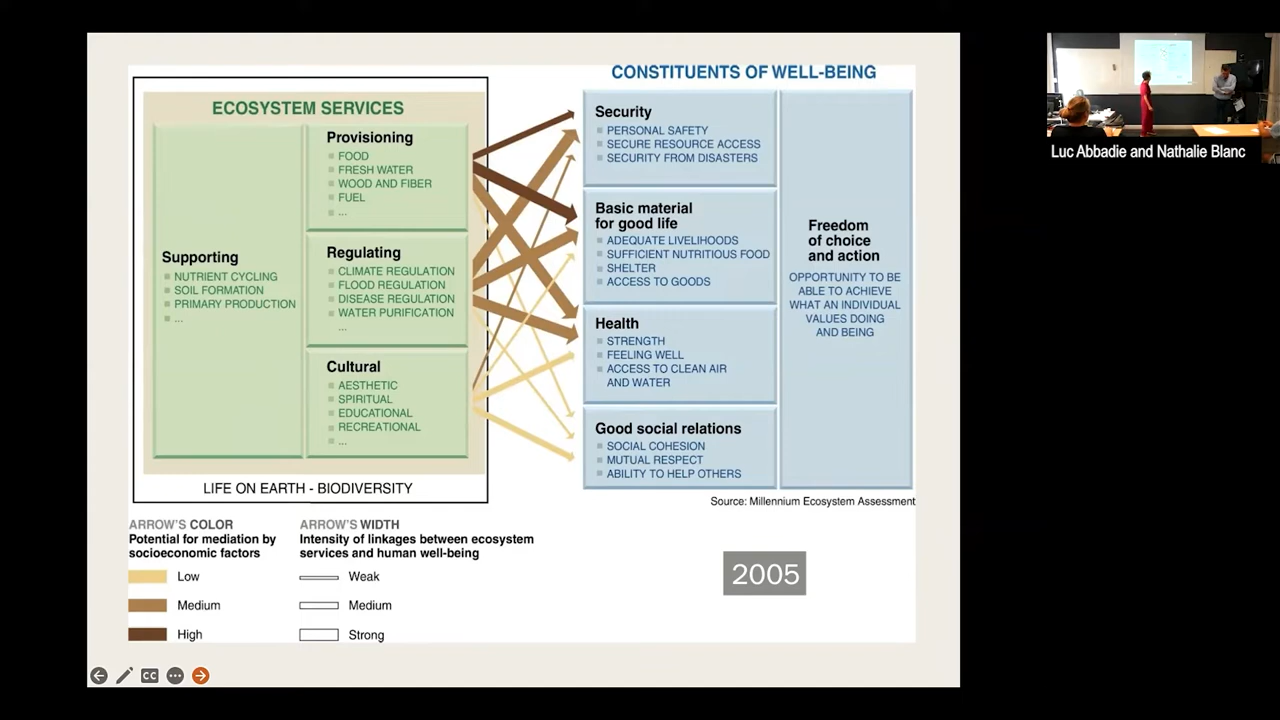 CONSTITUENTS OF WELL-BEING
ECOSYSTEM SERVICES
Supporting
NUTRIENT CYCLING
SOIL FORMATION
PRIMARY PRODUCTION
...
Provisioning
FOOD
FRESH WATER
WOOD AND FIBER
FUEL
...
Regulating
CLIMATE REGULATION
FLOOD REGULATION
DISEASE REGULATION
WATER PURIFICATION
...
Cultural
AESTHETIC
SPIRITUAL
EDUCATIONAL
RECREATIONAL
...
LIFE ON EARTH - BIODIVERSITY
Security
PERSONAL SAFETY
SECURE RESOURCE ACCESS
SECURITY FROM DISASTERS
Basic material
for good life
ADEQUATE LIVELIHOODS
SUFFICIENT NUTRITIOUS FOOD
SHELTER
ACCESS TO GOODS
Health
STRENGTH
FEELING WELL
ACCESS TO CLEAN AIR
AND WATER
Good social relations
SOCIAL COHESION
MUTUAL RESPECT
ABILITY TO HELP OTHERS
Freedom
of choice
and action
OPPORTUNITY TO BE
ABLE TO ACHIEVE
WHAT AN INDIVIDUAL
VALUES DOING
AND BEING
Source: Millennium Ecosystem Assessment
ARROW'S COLOR
Potential for mediation by
socioeconomic factors
Low
Medium
High
ARROW'S WIDTH
Intensity of linkages between ecosystem
services and human well-being
Weak
Medium
Strong
2005
CC
Luc Abbadie and Nathalie Blanc